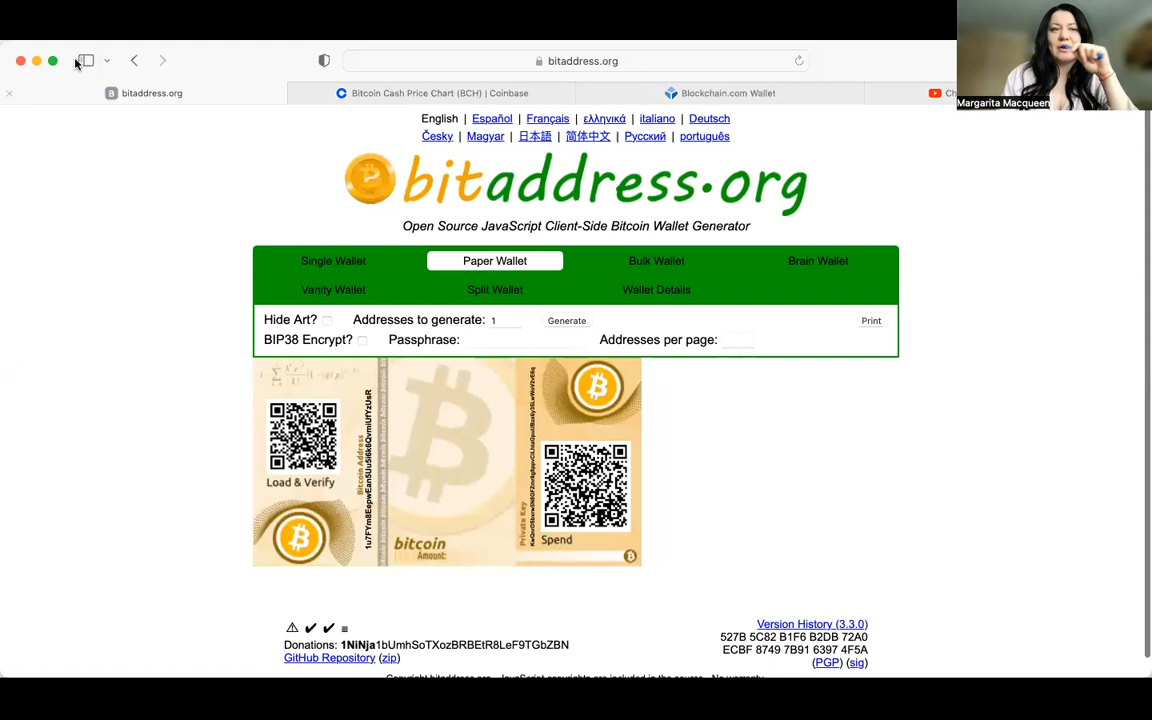 bitaddress.org
bitaddress.org
Bitcoin Cash Price Chart (BCH) | Coinbase
Blockchain.com Wallet
Ch
Margarita Macqueen
English | Español | Français | ελληνικά | italiano | Deutsch
Česky | Magyar | 日本語 | 简体中文 | Русский | português
bitaddress.org
Open Source JavaScript Client-Side Bitcoin Wallet Generator
Single Wallet
Paper Wallet
Bulk Wallet
Brain Wallet
Vanity Wallet
Split Wallet
Wallet Details
Hide Art?
Addresses to generate: 1
Generate
Print
BIP38 Encrypt?
Passphrase:
Addresses per page:
Load & Verify
Bitcoin Address
bitcoin
Amount:
Private Key
Spend
Donations: 1NiNja1bUmhSoTXozBRBEtR8LeF9TGbZBN
GitHub Repository (zip)
Version History (3.3.0)
527B 5C82 B1F6 B2DB 72A0
ECBF 8749 7B91 6397 4F5A
(PGP) (sig)